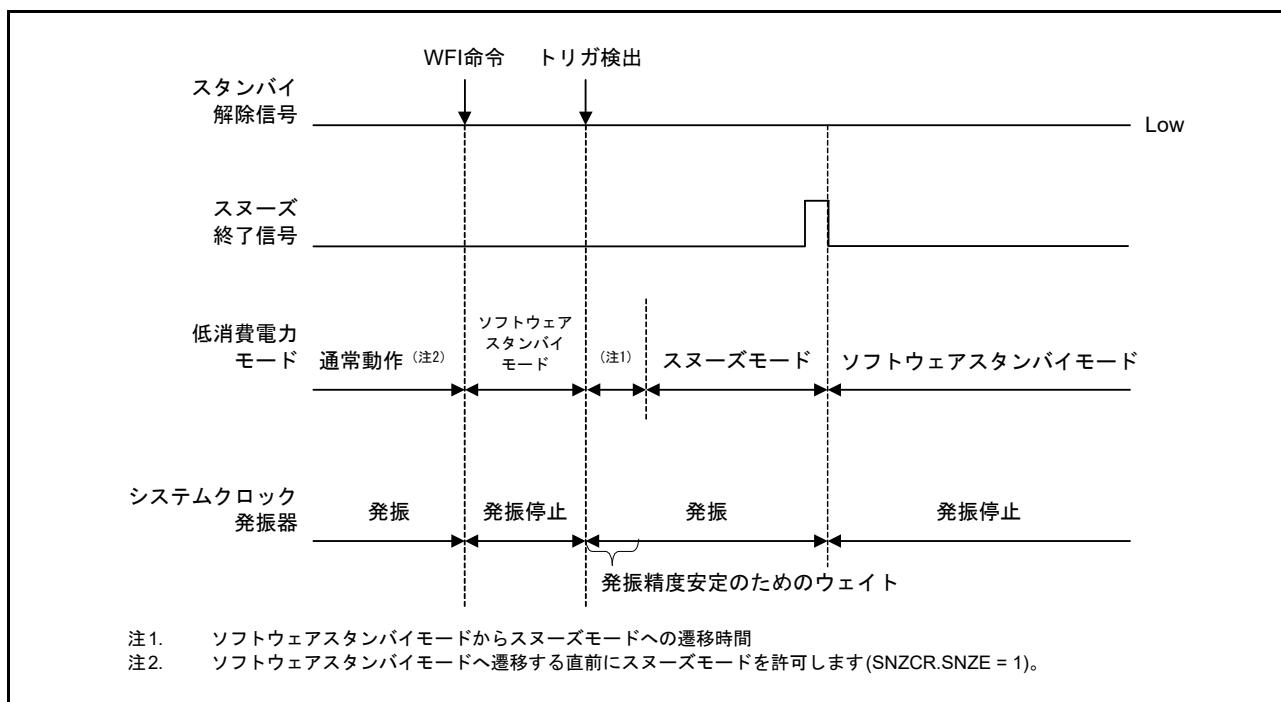 WFI命令 トリガ検出
スタンバイ
解除信号
Low
スヌーズ
終了信号
低消費電力
モード
通常動作（注2）
ソフトウェア
スタンバイ
モード
（注1）
スヌーズモード
ソフトウェアスタンバイモード
システムクロック
発振器
発振 発振停止 発振 発振停止
発振精度安定のためのウェイト
注1. ソフトウェアスタンバイモードからスヌーズモードへの遷移時間
注2. ソフトウェアスタンバイモードへ遷移する直前にスヌーズモードを許可します(SNZCR.SNZE = 1)。